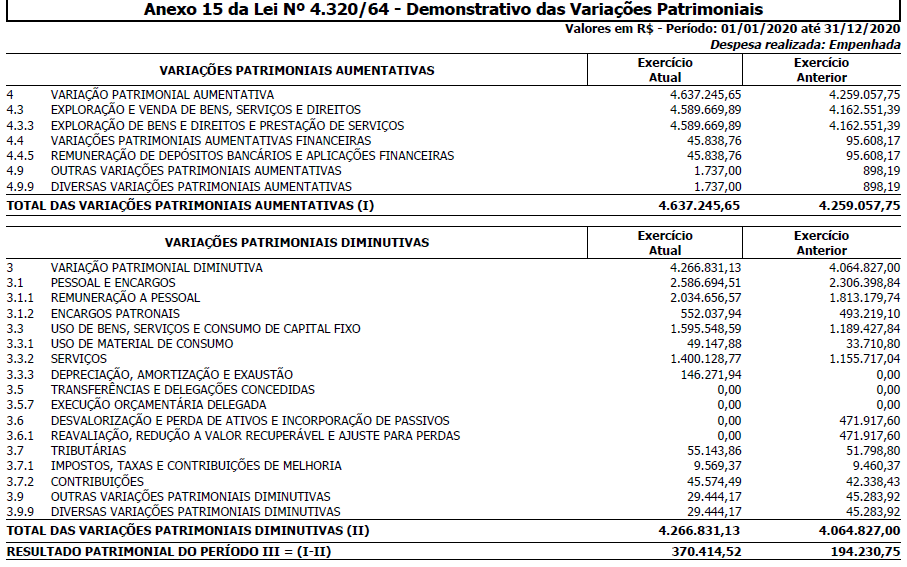 Anexo 15 da Lei Nº 4.320/64 - Demonstrativo das Variações Patrimoniais
Valores em R$ - Período: 01/01/2020 até 31/12/2020
Despesa realizada: Empenhada
VARIAÇÕES PATRIMONIAIS AUMENTATIVAS Exercício Atual Exercício Anterior
4 VARIAÇÃO PATRIMONIAL AUMENTATIVA 4.637.245,65 4.259.057,75
4.3 EXPLORAÇÃO E VENDA DE BENS, SERVIÇOS E DIREITOS 4.589.669,89 4.162.551,39
4.3.3 EXPLORAÇÃO DE BENS E DIREITOS E PRESTAÇÃO DE SERVIÇOS 4.589.669,89 4.162.551,39
4.4 VARIAÇÕES PATRIMONIAIS AUMENTATIVAS FINANCEIRAS 45.838,76 95.608,17
4.4.5 REMUNERAÇÃO DE DEPÓSITOS BANCÁRIOS E APLICAÇÕES FINANCEIRAS 45.838,76 95.608,17
4.9 OUTRAS VARIAÇÕES PATRIMONIAIS AUMENTATIVAS 1.737,00 898,19
4.9.9 DIVERSAS VARIAÇÕES PATRIMONIAIS AUMENTATIVAS 1.737,00 898,19
TOTAL DAS VARIAÇÕES PATRIMONIAIS AUMENTATIVAS (I) 4.637.245,65 4.259.057,75
VARIAÇÕES PATRIMONIAIS DIMINUTIVAS Exercício Atual Exercício Anterior
3 VARIAÇÃO PATRIMONIAL DIMINUTIVA 4.266.831,13 4.064.827,00
3.1 PESSOAL E ENCARGOS 2.586.694,51 2.306.398,84
3.1.1 REMUNERAÇÃO A PESSOAL 2.034.656,57 1.813.179,74
3.1.2 ENCARGOS PATRONAIS 552.037,94 493.219,10
3.3 USO DE BENS, SERVIÇOS E CONSUMO DE CAPITAL FIXO 1.595.548,59 1.189.427,84
3.3.1 USO DE MATERIAL DE CONSUMO 49.147,88 33.710,80
3.3.2 SERVIÇOS 1.400.128,77 1.155.717,04
3.3.3 DEPRECIAÇÃO, AMORTIZAÇÃO E EXAUSTÃO 146.271,94 0,00
3.5 TRANSFERÊNCIAS E DELEGAÇÕES CONCEDIDAS 0,00 0,00
3.5.7 EXECUÇÃO ORÇAMENTÁRIA DELEGADA 0,00 0,00
3.6 DESVALORIZAÇÃO E PERDA DE ATIVOS E INCORPORAÇÃO DE PASSIVOS 0,00 471.917,60
3.6.1 REAVALIAÇÃO, REDUÇÃO A VALOR RECUPERÁVEL E AJUSTE PARA PERDAS 0,00 471.917,60
3.7 TRIBUTÁRIAS 55.143,86 51.798,80
3.7.1 IMPOSTOS, TAXAS E CONTRIBUIÇÕES DE MELHORIA 9.569,37 9.460,37
3.7.2 CONTRIBUIÇÕES 45.574,49 42.338,43
3.9 OUTRAS VARIAÇÕES PATRIMONIAIS DIMINUTIVAS 29.444,17 45.283,92
3.9.9 DIVERSAS VARIAÇÕES PATRIMONIAIS DIMINUTIVAS 29.444,17 45.283,92
TOTAL DAS VARIAÇÕES PATRIMONIAIS DIMINUTIVAS (II) 4.266.831,13 4.064.827,00
RESULTADO PATRIMONIAL DO PERÍODO III = (I-II) 370.414,52 194.230,75